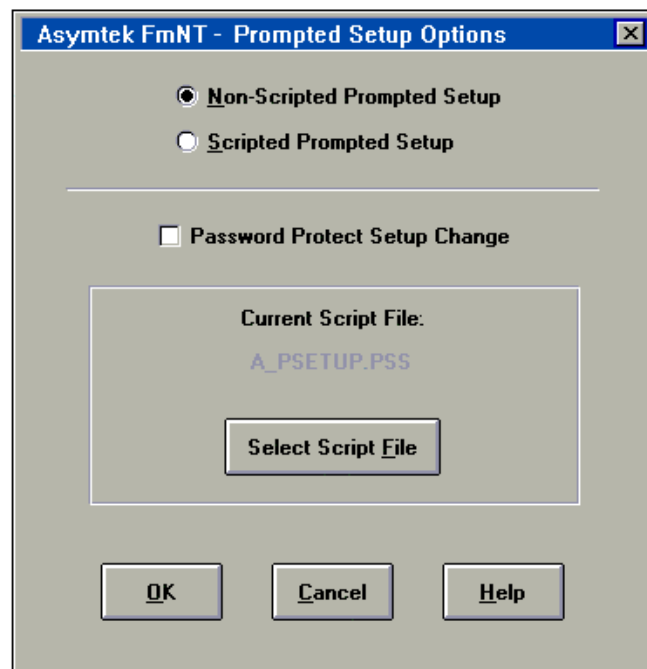 Asymtek FmNT - Prompted Setup Options
Non-Scripted Prompted Setup
Scripted Prompted Setup
Password Protect Setup Change
Current Script File:
A_PSETUP.PSS
Select Script File
OK
Cancel
Help